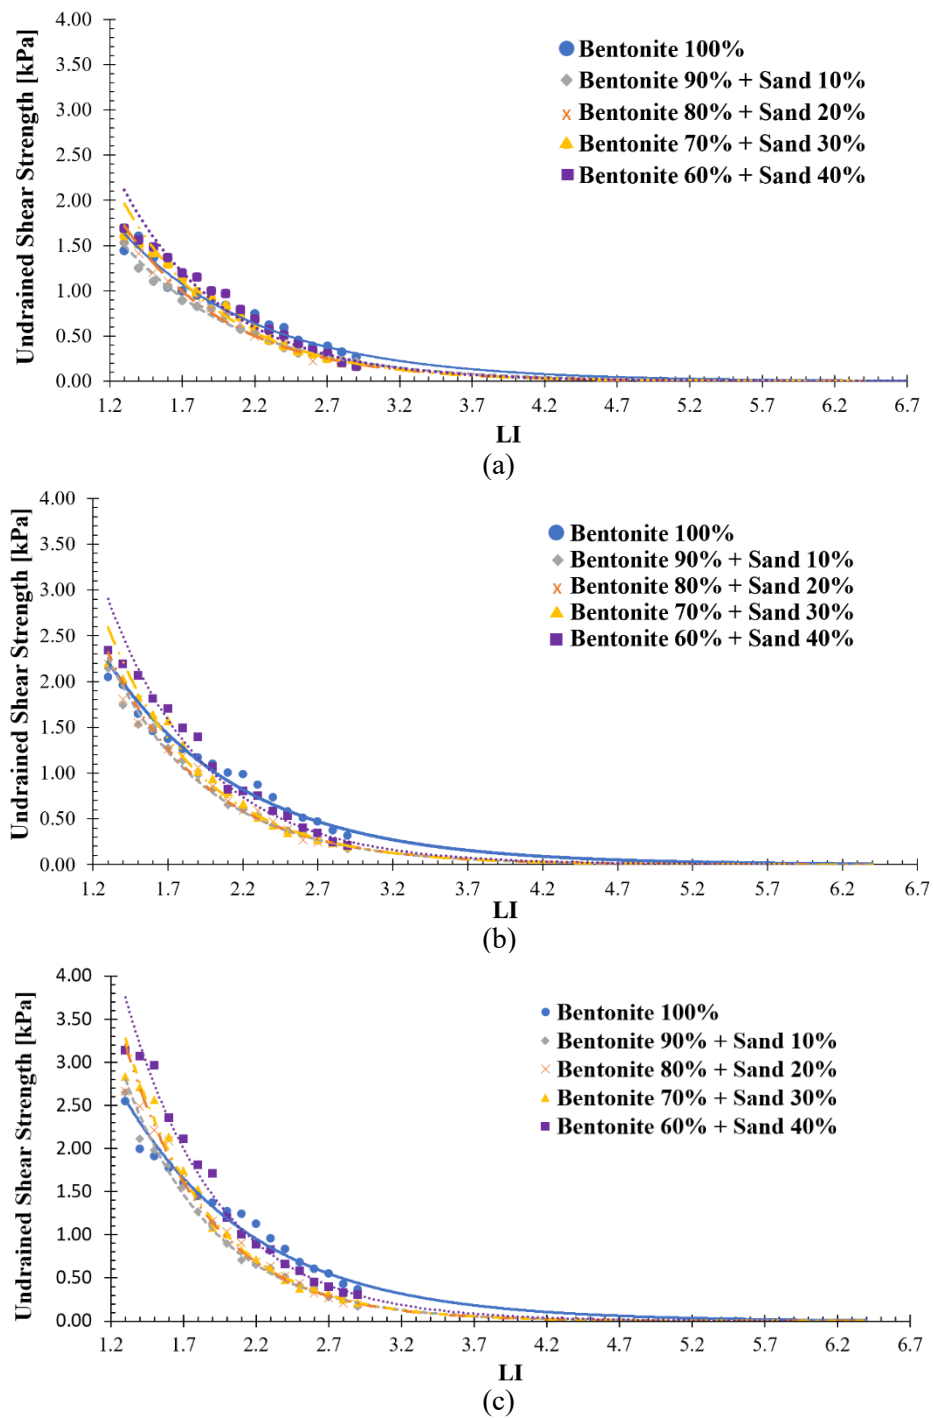 4.00
3.50
3.00
2.50
2.00
1.50
1.00
0.50
0.00
Undrained Shear Strength [kPa]
Bentonite 100%
Bentonite 90% + Sand 10%
Bentonite 80% + Sand 20%
Bentonite 70% + Sand 30%
Bentonite 60% + Sand 40%
1.2 1.7 2.2 2.7 3.2 3.7 4.2 4.7 5.2 5.7 6.2 6.7
LI
(a)
4.00
3.50
3.00
2.50
2.00
1.50
1.00
0.50
0.00
Undrained Shear Strength [kPa]
Bentonite 100%
Bentonite 90% + Sand 10%
Bentonite 80% + Sand 20%
Bentonite 70% + Sand 30%
Bentonite 60% + Sand 40%
1.2 1.7 2.2 2.7 3.2 3.7 4.2 4.7 5.2 5.7 6.2 6.7
LI
(b)
4.00
3.50
3.00
2.50
2.00
1.50
1.00
0.50
0.00
Undrained Shear Strength [kPa]
Bentonite 100%
Bentonite 90% + Sand 10%
Bentonite 80% + Sand 20%
Bentonite 70% + Sand 30%
Bentonite 60% + Sand 40%
1.2 1.7 2.2 2.7 3.2 3.7 4.2 4.7 5.2 5.7 6.2 6.7
LI
(c)